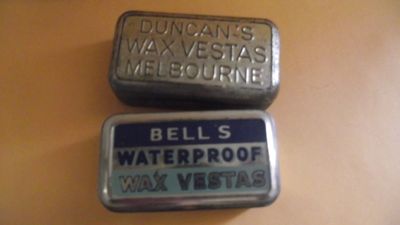 DUNCAN'S
WAX VESTAS
MELBOURNE
BELL'S
WATERPROOF
WAX VESTAS